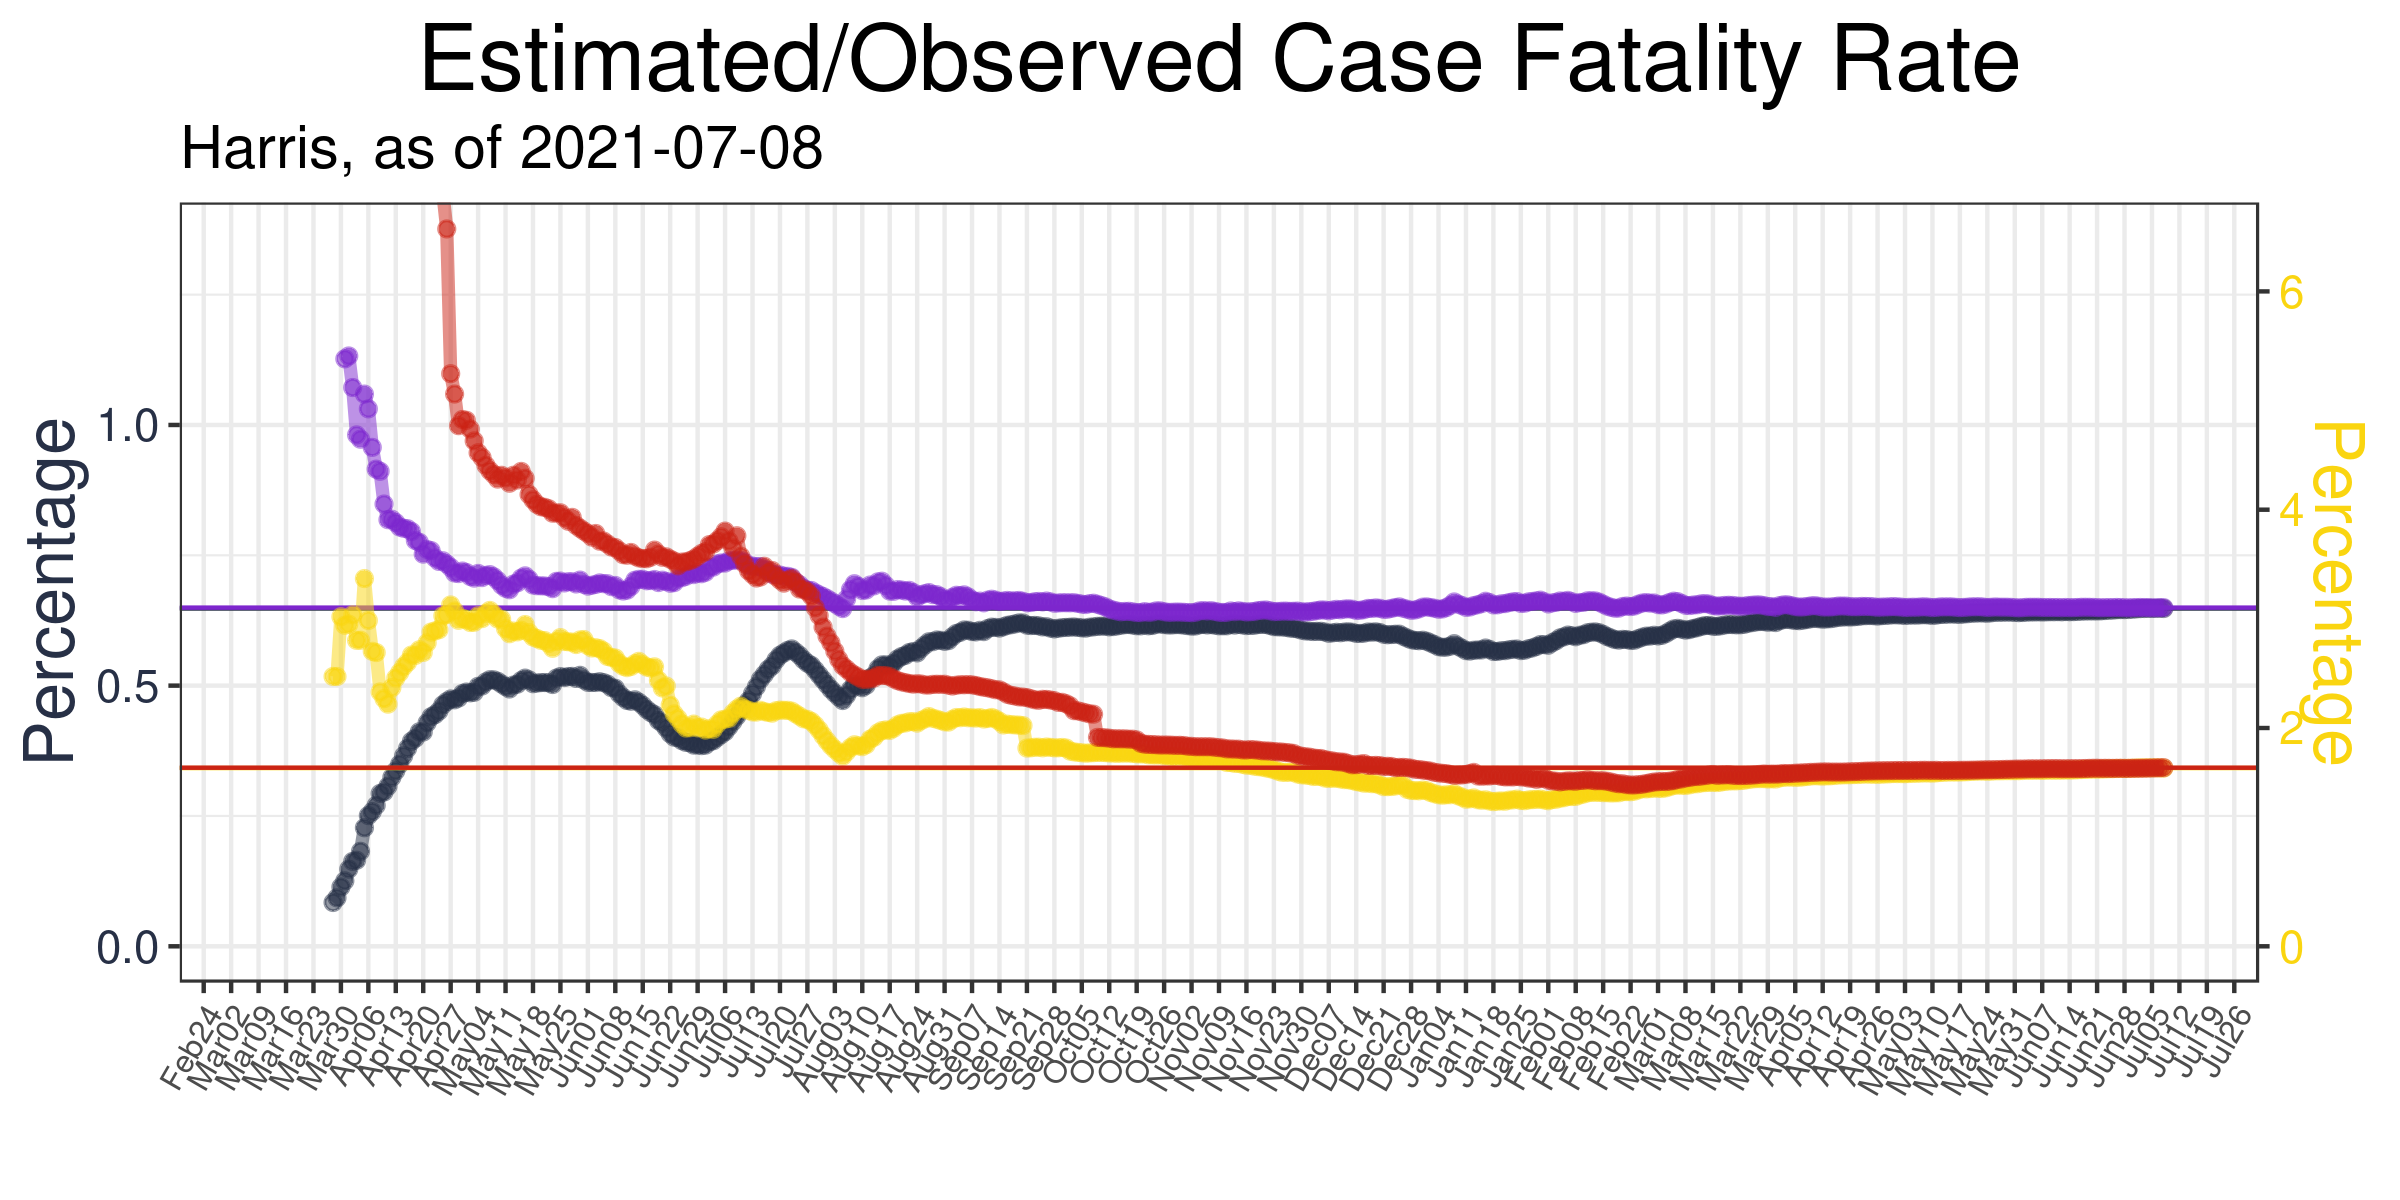 Estimated/Observed Case Fatality Rate
Harris, as of 2021-07-08
Percentage
1.0
0.5
0.0
6
4
2
0
Percentage
Feb24
Mar02
Mar09
Mar16
Mar23
Mar30
Apr06
Apr13
Apr20
Apr27
May04
May11
May18
May25
Jun01
Jun08
Jun15
Jun22
Jun29
Jul06
Jul13
Jul20
Jul27
Aug03
Aug10
Aug17
Aug24
Aug31
Sep07
Sep14
Sep21
Sep28
Oct05
Oct12
Oct19
Oct26
Nov02
Nov09
Nov16
Nov23
Nov30
Dec07
Dec14
Dec21
Dec28
Jan04
Jan11
Jan18
Jan25
Feb01
Feb08
Feb15
Feb22
Mar01
Mar08
Mar15
Mar22
Mar29
Apr05
Apr12
Apr19
Apr26
May03
May10
May17
May24
May31
Jun07
Jun14
Jun21
Jun28
Jul05
Jul12
Jul19
Jul26